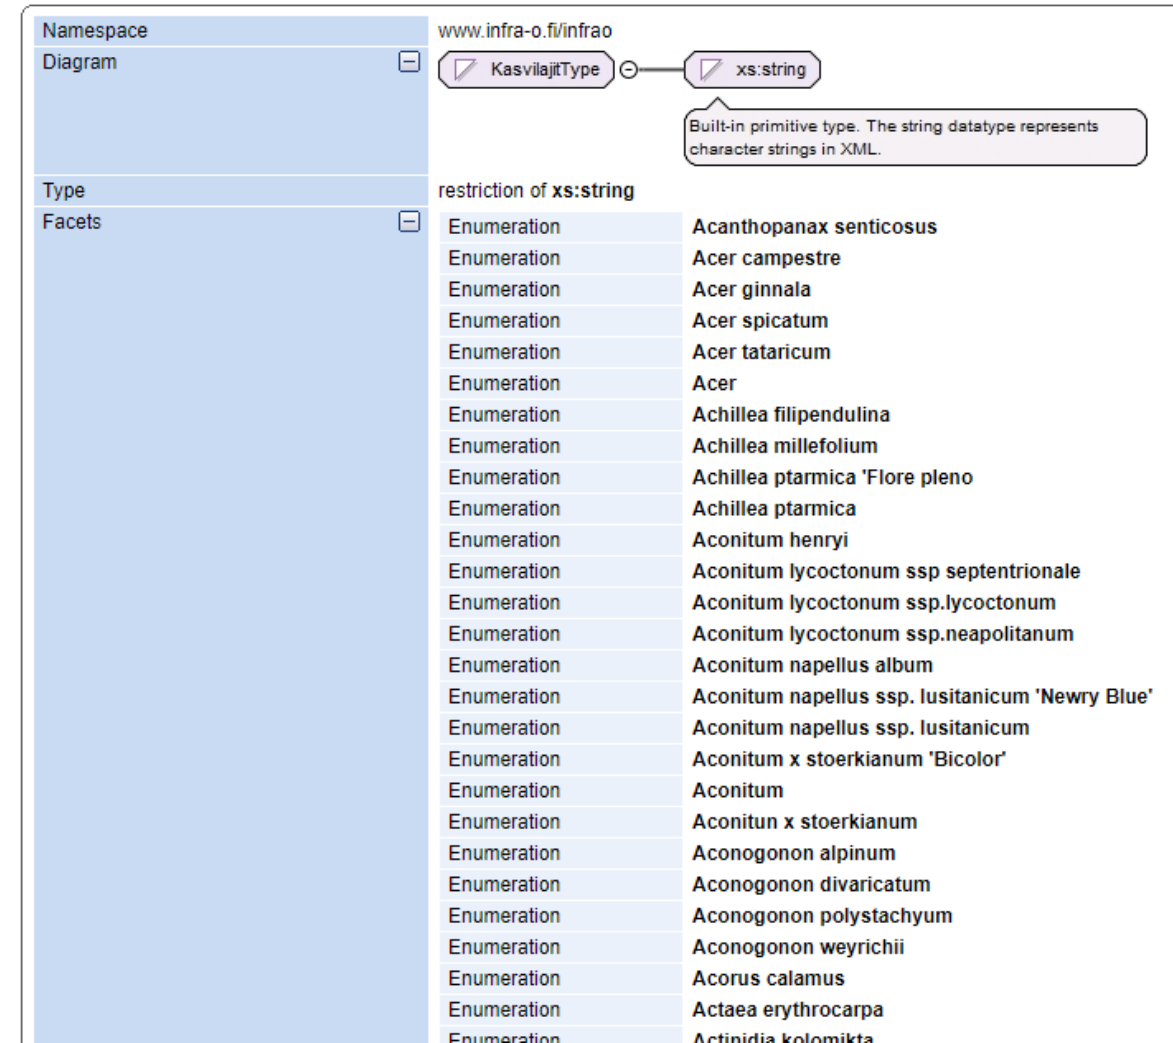 Namespace www.infra-o.fi/infrao
Diagram
KasvilajitType xs:string
Built-in primitive type. The string datatype represents
character strings in XML.
Type restriction of xs:string
Facets
Enumeration Acanthopanax senticosus
Enumeration Acer campestre
Enumeration Acer ginnala
Enumeration Acer spicatum
Enumeration Acer tataricum
Enumeration Acer
Enumeration Achillea filipendulina
Enumeration Achillea millefolium
Enumeration Achillea ptarmica 'Flore pleno
Enumeration Achillea ptarmica
Enumeration Aconitum henryi
Enumeration Aconitum lycoctonum ssp septentrionale
Enumeration Aconitum lycoctonum ssp.lycoctonum
Enumeration Aconitum lycoctonum ssp.neapolitanum
Enumeration Aconitum napellus album
Enumeration Aconitum napellus ssp. lusitanicum 'Newry Blue'
Enumeration Aconitum napellus ssp. lusitanicum
Enumeration Aconitum x stoerkianum 'Bicolor'
Enumeration Aconitum
Enumeration Aconitun x stoerkianum
Enumeration Aconogonon alpinum
Enumeration Aconogonon divaricatum
Enumeration Aconogonon polystachyum
Enumeration Aconogonon weyrichii
Enumeration Acorus calamus
Enumeration Actaea erythrocarpa
Enumeration Actinidia kolomikta